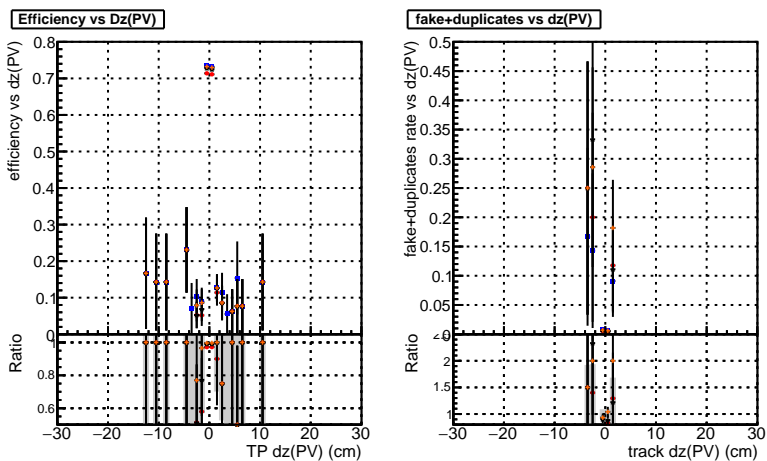 Efficiency vs Dz(PV)
efficiency vs dz(PV)
0.8
0.7
0.6
0.5
0.4
0.3
0.2
0.1
0
Ratio
1
0.8
0.6
−30 −20 −10 0 10 20 30
TP dz(PV) (cm)
fake+duplicates vs dz(PV)
fake+duplicates rate vs dz(PV)
0.5
0.45
0.4
0.35
0.3
0.25
0.2
0.15
0.1
0.05
0
Ratio
2
1.5
1
−30 −20 −10 0 10 20 30
track dz(PV) (cm)